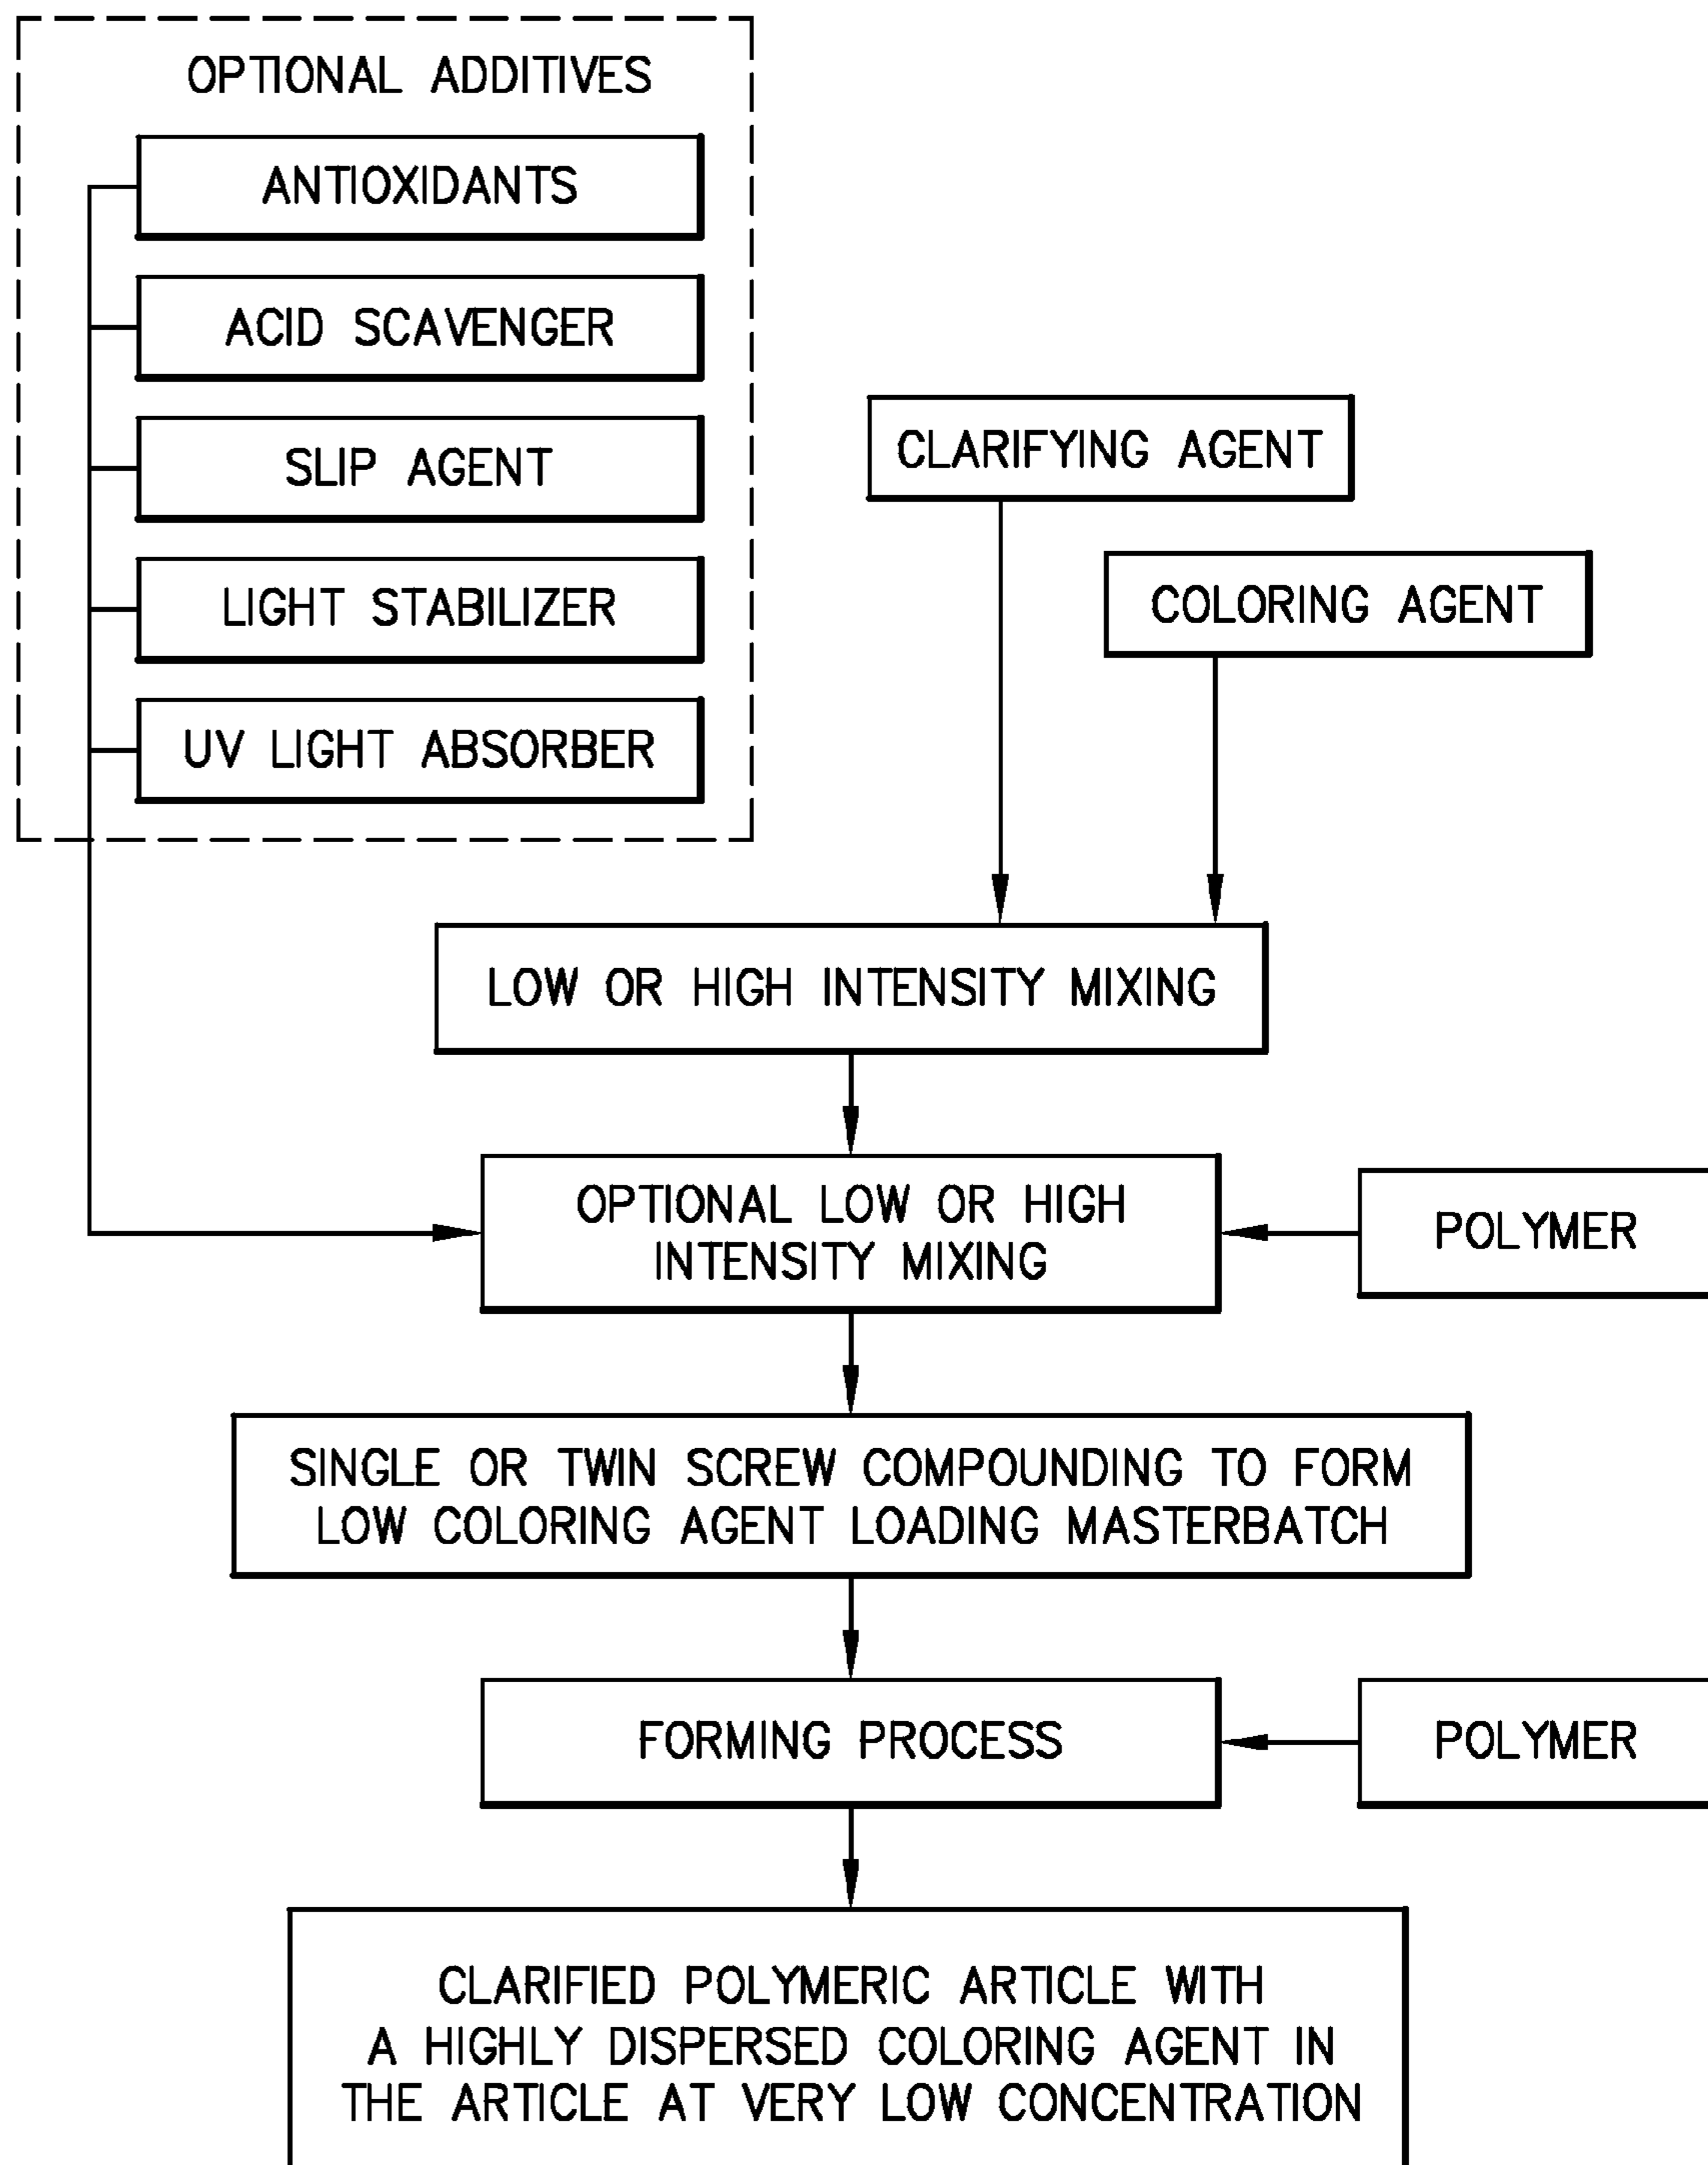 OPTIONAL ADDITIVES
ANTIOXIDANTS
ACID SCAVENGER
SLIP AGENT
LIGHT STABILIZER
UV LIGHT ABSORBER
CLARIFYING AGENT
COLORING AGENT
LOW OR HIGH INTENSITY MIXING
OPTIONAL LOW OR HIGH
INTENSITY MIXING
POLYMER
SINGLE OR TWIN SCREW COMPOUNDING TO FORM
LOW COLORING AGENT LOADING MASTERBATCH
FORMING PROCESS
POLYMER
CLARIFIED POLYMERIC ARTICLE WITH
A HIGHLY DISPERSED COLORING AGENT IN
THE ARTICLE AT VERY LOW CONCENTRATION